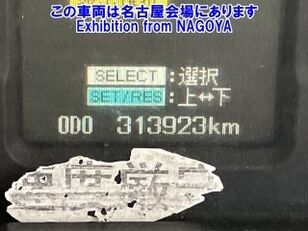 この車両は名古屋会場にあります
Exhibition from NAGOYA
SELECT:選択
SET/RES:上↔下
ODO 313923km